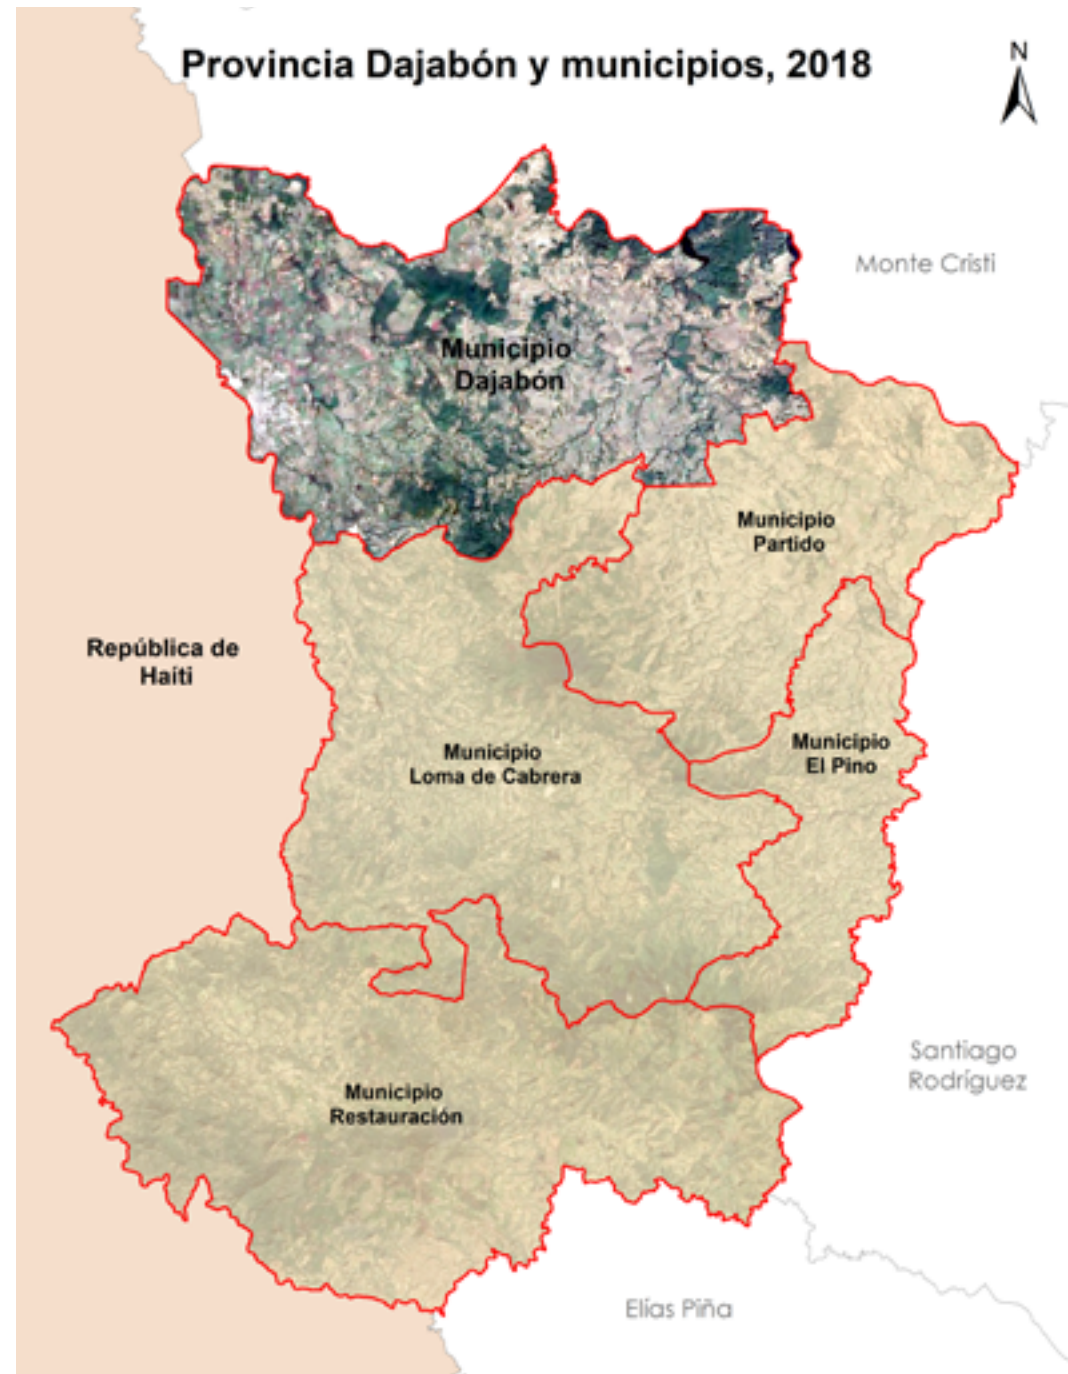 Provincia Dajabón y municipios, 2018
N
Monte Cristi
Municipio
Dajabón
Municipio
Partido
República de
Haiti
Municipio
El Pino
Municipio
Loma de Cabrera
Santiago
Rodríguez
Municipio
Restauración
Elías Piña